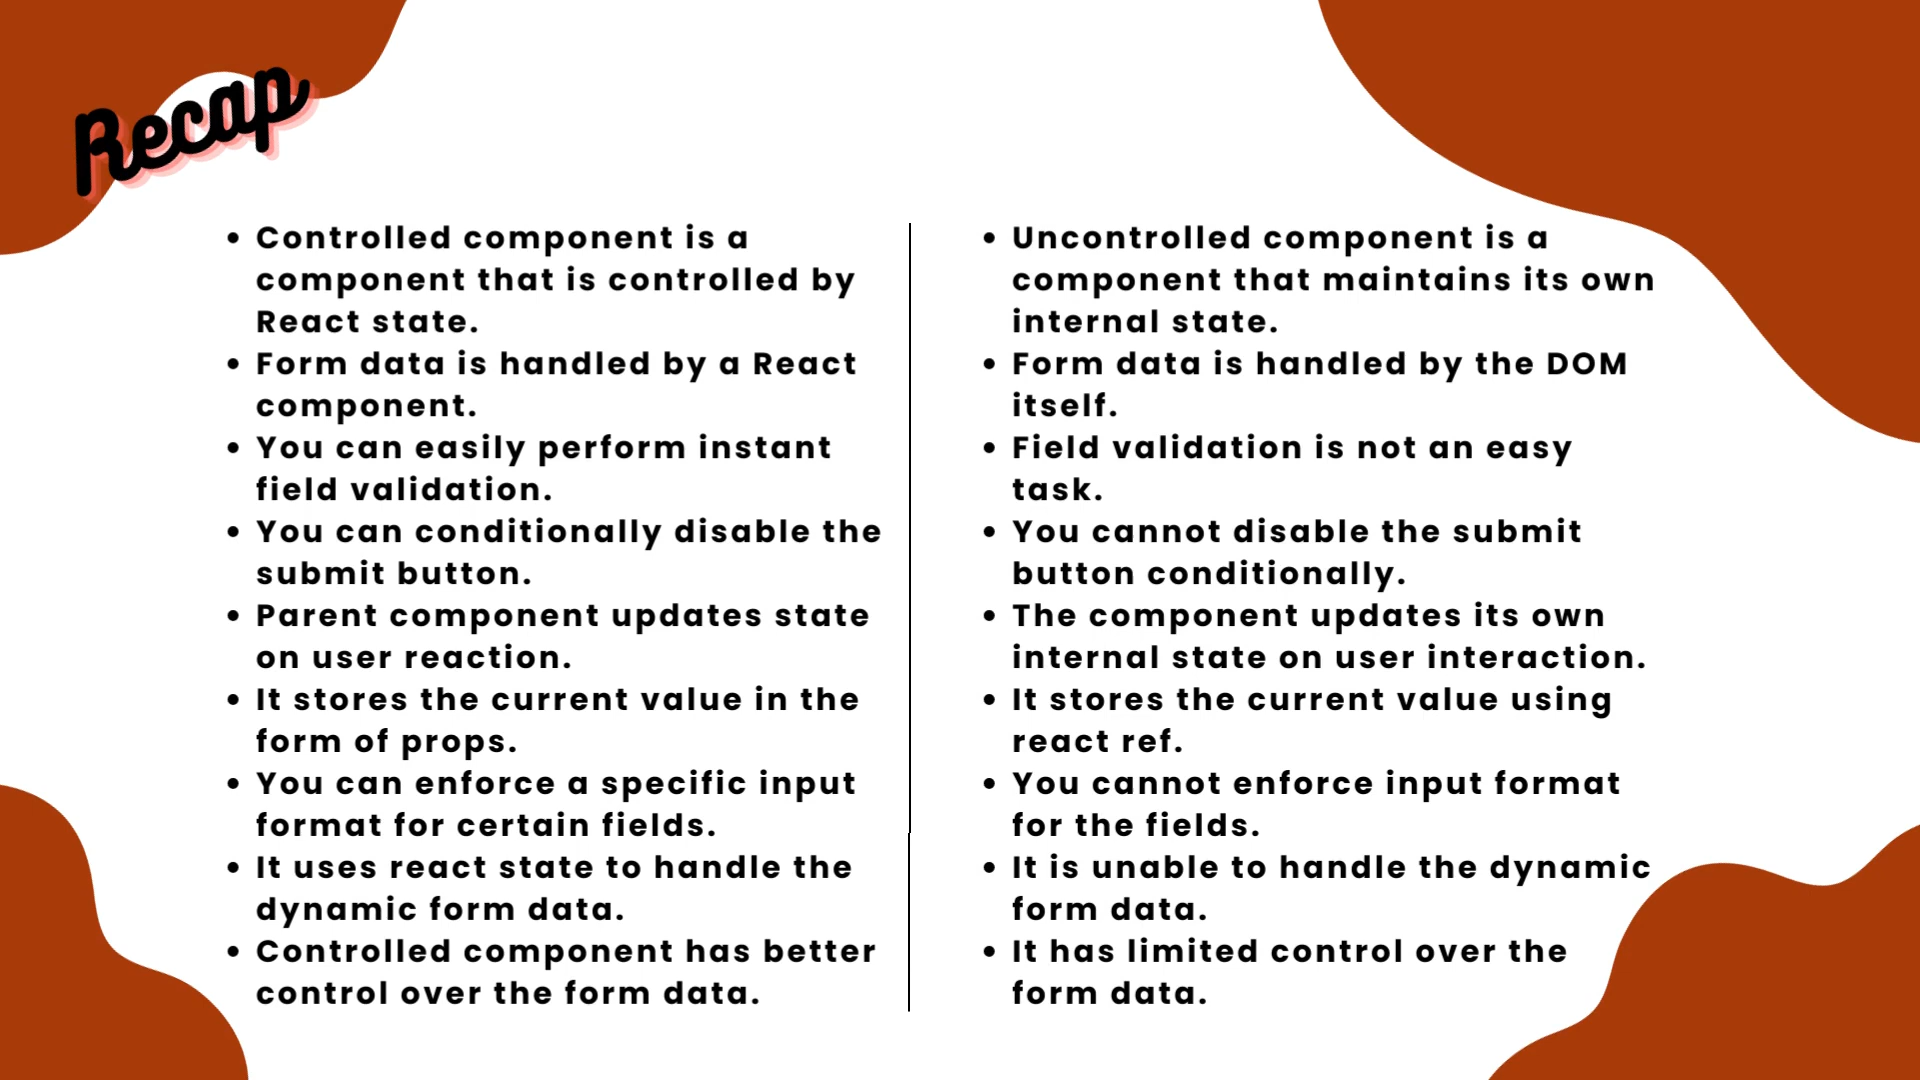 Recap
• Controlled component is a
component that is controlled by
React state.
• Form data is handled by a React
component.
• You can easily perform instant
field validation.
• You can conditionally disable the
submit button.
• Parent component updates state
on user reaction.
• It stores the current value in the
form of props.
• You can enforce a specific input
format for certain fields.
• It uses react state to handle the
dynamic form data.
• Controlled component has better
control over the form data.
• Uncontrolled component is a
component that maintains its own
internal state.
• Form data is handled by the DOM
itself.
• Field validation is not an easy
task.
• You cannot disable the submit
button conditionally.
• The component updates its own
internal state on user interaction.
• It stores the current value using
react ref.
• You cannot enforce input format
for the fields.
• It is unable to handle the dynamic
form data.
• It has limited control over the
form data.